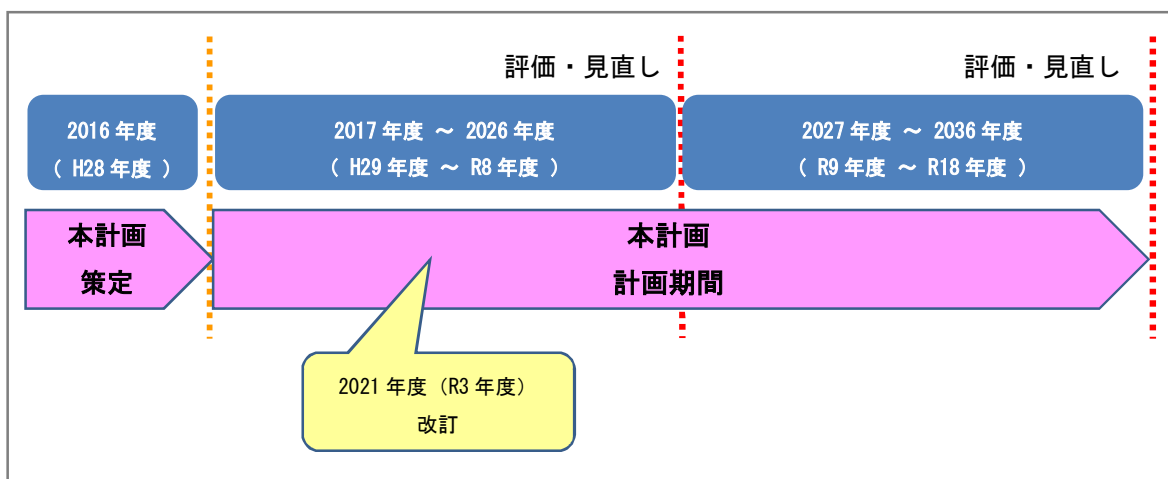 評価・見直し
評価・見直し
2016 年度
（ H28 年度 ）
2017 年度 ～ 2026 年度
（ H29 年度 ～ R8 年度 ）
2027 年度 ～ 2036 年度
（ R9 年度 ～ R18 年度 ）
本計画
策定
本計画
計画期間
2021 年度（R3 年度）
改訂